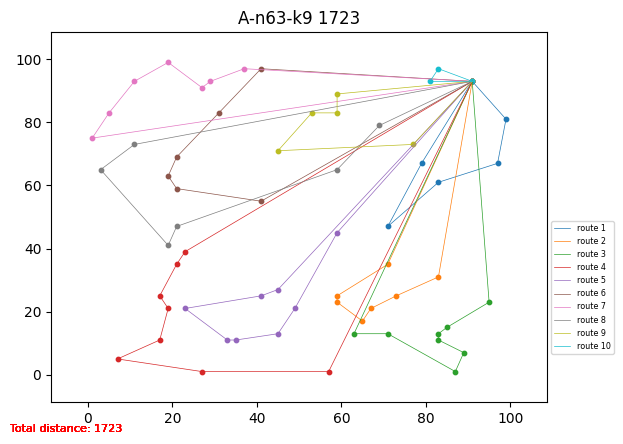 A-n63-k9 1723
100
80
60
40
20
0
0 20 40 60 80 100
route 1
route 2
route 3
route 4
route 5
route 6
route 7
route 8
route 9
route 10
Total distance: 1723